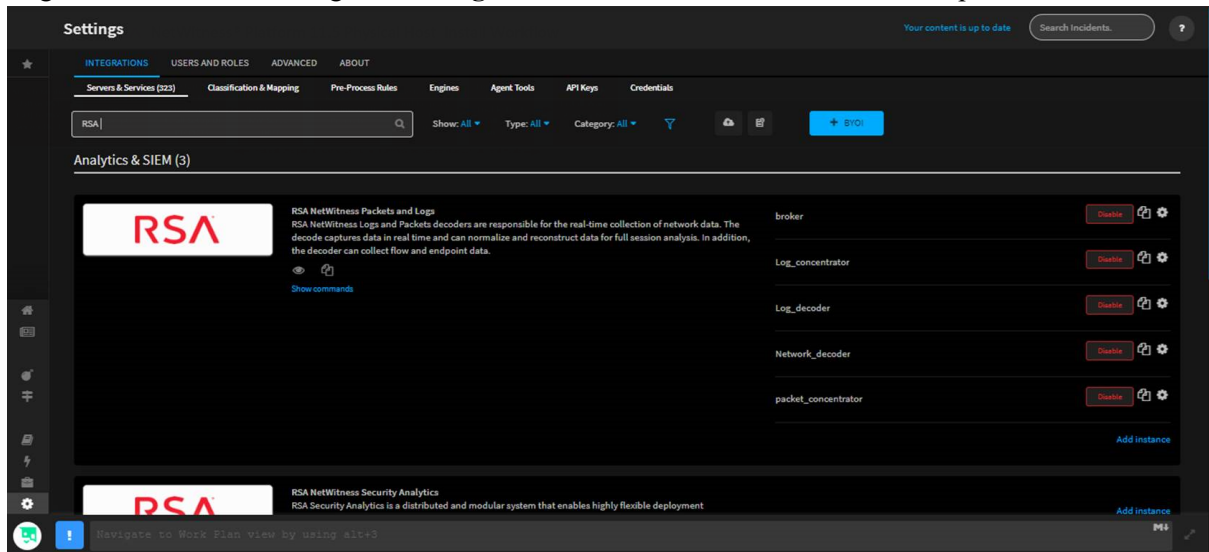 Settings
Your content is up to date
Search Incidents.
?
INTEGRATIONS USERS AND ROLES ADVANCED ABOUT
Servers & Services (323) Classification & Mapping Pre-Process Rules Engines Agent Tools API Keys Credentials
RSA
Show: All Type: All Category: All
+ BYOI
Analytics & SIEM (3)
RSA
RSA NetWitness Packets and Logs
RSA NetWitness Logs and Packets decoders are responsible for the real-time collection of network data. The
decode captures data in real time and can normalize and reconstruct data for full session analysis. In addition,
the decoder can collect flow and endpoint data.
Show commands
broker Disable
Log_concentrator Disable
Log_decoder Disable
Network_decoder Disable
packet_concentrator Disable
Add instance
RSA
RSA NetWitness Security Analytics
RSA Security Analytics is a distributed and modular system that enables highly flexible deployment
Add instance
! Navigate to Work Plan view by using alt+3
M↓